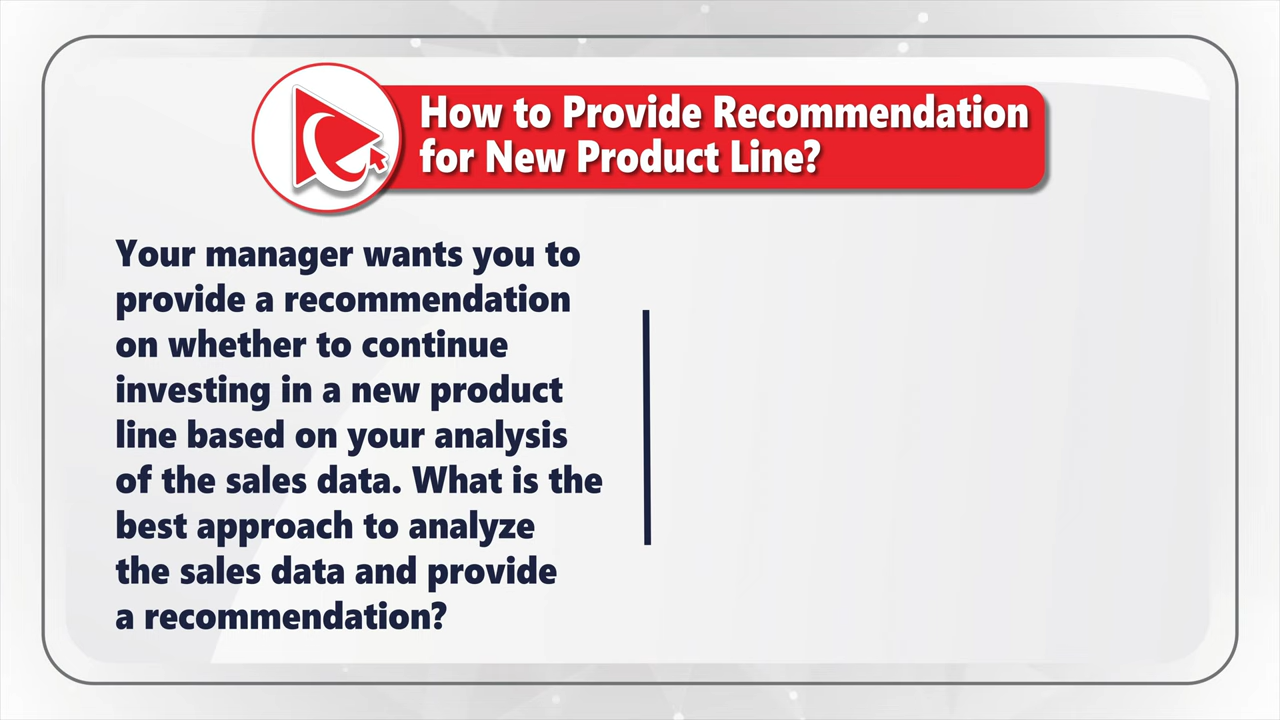 How to Provide Recommendation
for New Product Line?
Your manager wants you to
provide a recommendation
on whether to continue
investing in a new product
line based on your analysis
of the sales data. What is the
best approach to analyze
the sales data and provide
a recommendation?